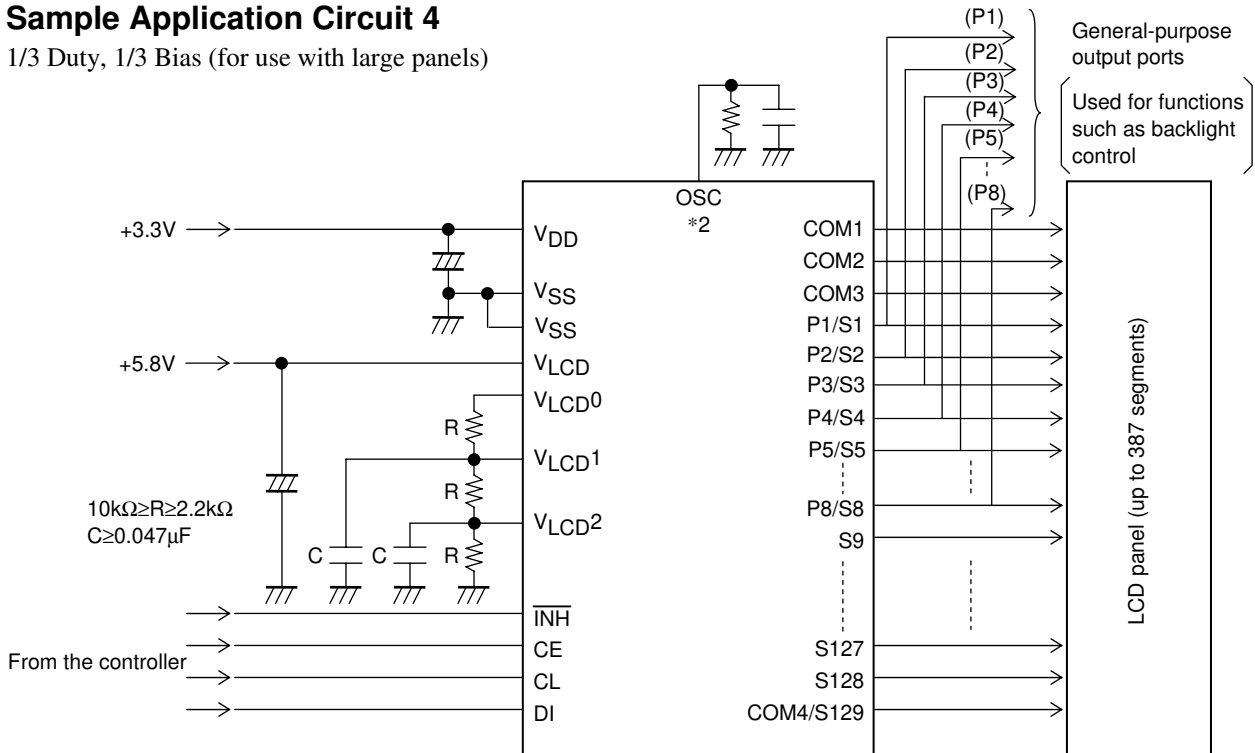 Sample Application Circuit 4
1/3 Duty, 1/3 Bias (for use with large panels)
(P1)
(P2)
(P3)
(P4)
(P5)
(P8)
General-purpose
output ports
Used for functions
such as backlight
control
OSC
*2
+3.3V
VDD
VSS
VSS
+5.8V
VLCD
VLCD0
R
VLCD1
R
VLCD2
R
C
C
10kΩ≥R≥2.2kΩ
C≥0.047μF
From the controller
INH
CE
CL
DI
COM1
COM2
COM3
P1/S1
P2/S2
P3/S3
P4/S4
P5/S5
P8/S8
S9
S127
S128
COM4/S129
LCD panel (up to 387 segments)